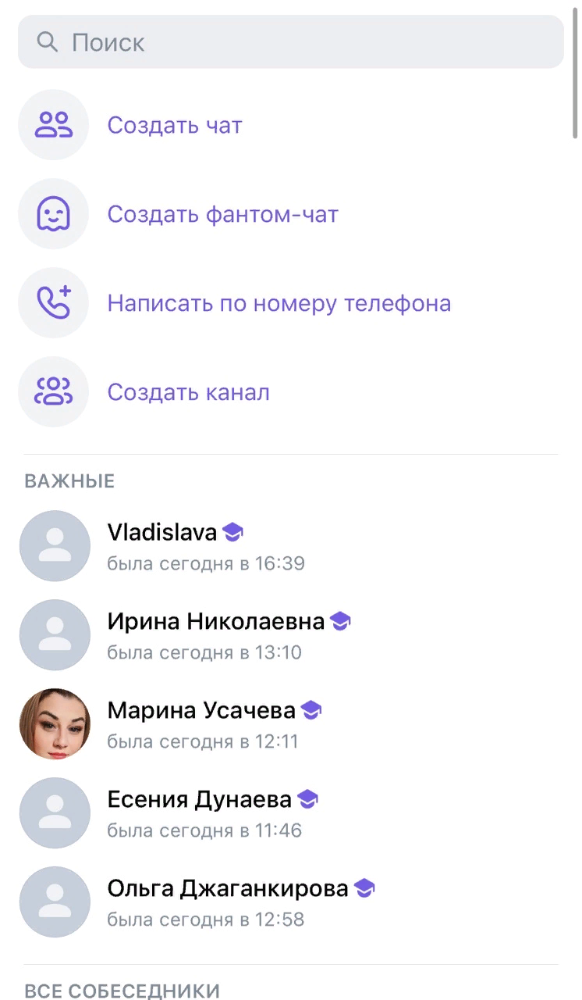 Поиск
Создать чат
Создать фантом-чат
Написать по номеру телефона
Создать канал
ВАЖНЫЕ
Vladislava
была сегодня в 16:39
Ирина Николаевна
была сегодня в 13:10
Марина Усачева
была сегодня в 12:11
Есения Дунаева
была сегодня в 11:46
Ольга Джаганкирова
была сегодня в 12:58
ВСЕ СОБЕСЕДНИКИ